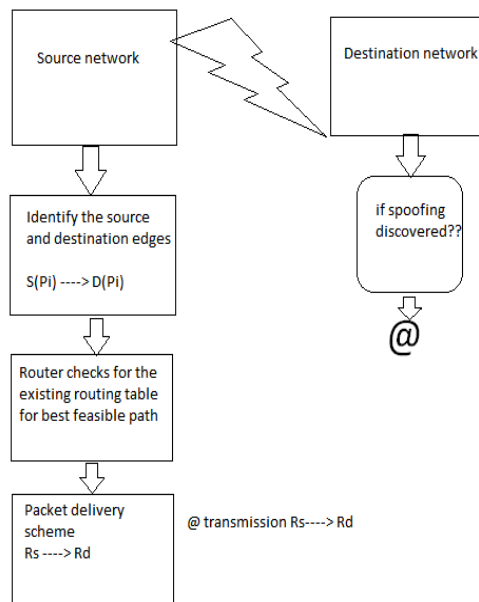 Source network
Destination network
Identify the source
and destination edges
S(Pi) ----> D(Pi)
if spoofing
discovered??
@
Router checks for the
existing routing table
for best feasible path
Packet delivery
scheme
Rs ----> Rd
@ transmission Rs----> Rd